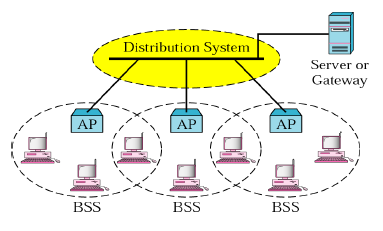 Distribution System
Server or
Gateway
AP
AP
AP
BSS
BSS
BSS